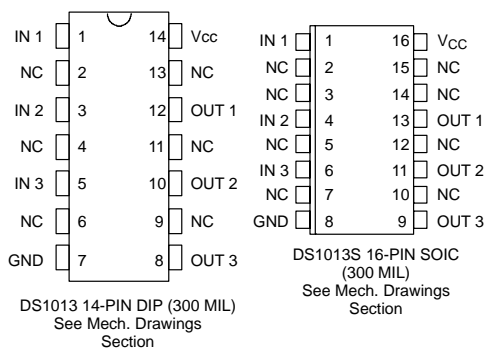 IN 1 1 14 Vcc
NC 2 13 NC
IN 2 3 12 OUT 1
NC 4 11 NC
IN 3 5 10 OUT 2
NC 6 9 NC
GND 7 8 OUT 3
DS1013 14-PIN DIP (300 MIL)
See Mech. Drawings
Section
IN 1 1 16 VCC
NC 2 15 NC
NC 3 14 NC
IN 2 4 13 OUT 1
NC 5 12 NC
IN 3 6 11 OUT 2
NC 7 10 NC
GND 8 9 OUT 3
DS1013S 16-PIN SOIC
(300 MIL)
See Mech. Drawings
Section